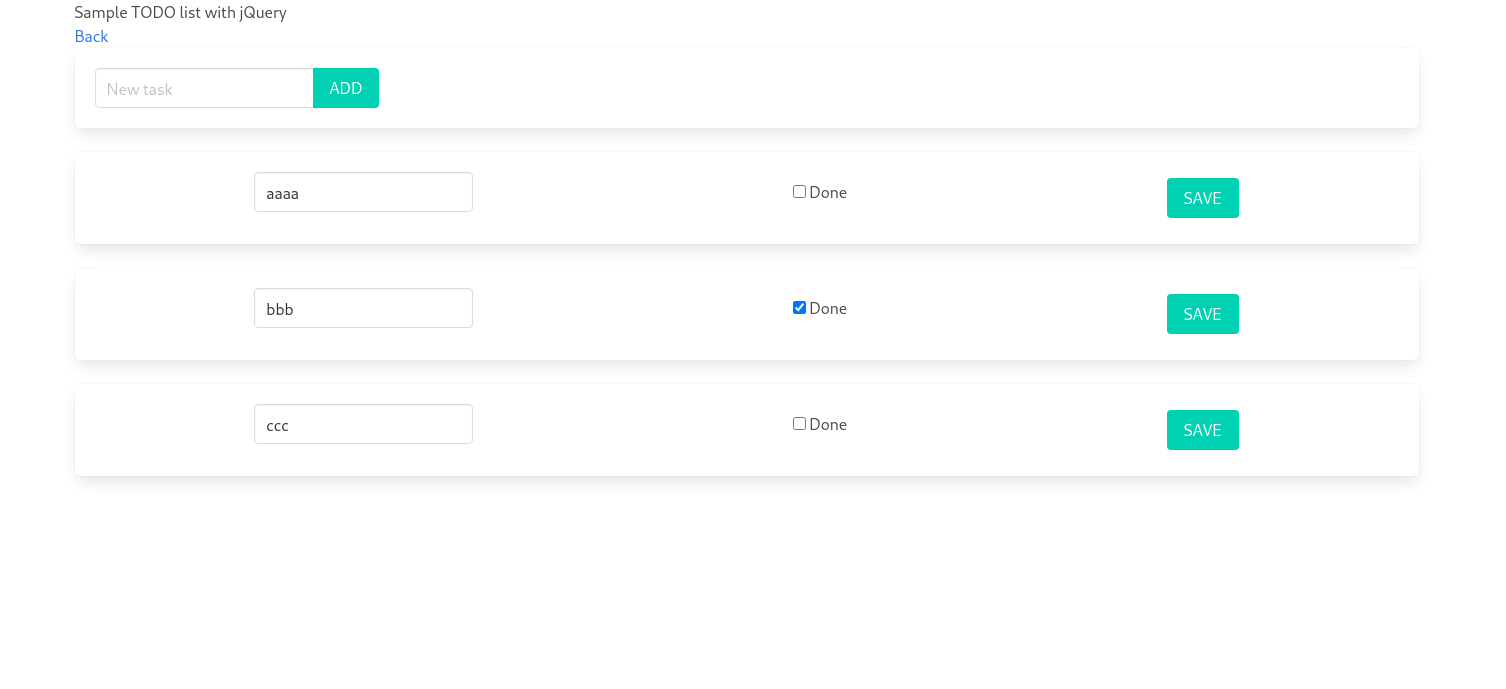 Sample TODO list with jQuery
Back
New task ADD
aaaa Done SAVE
bbb Done SAVE
ccc Done SAVE